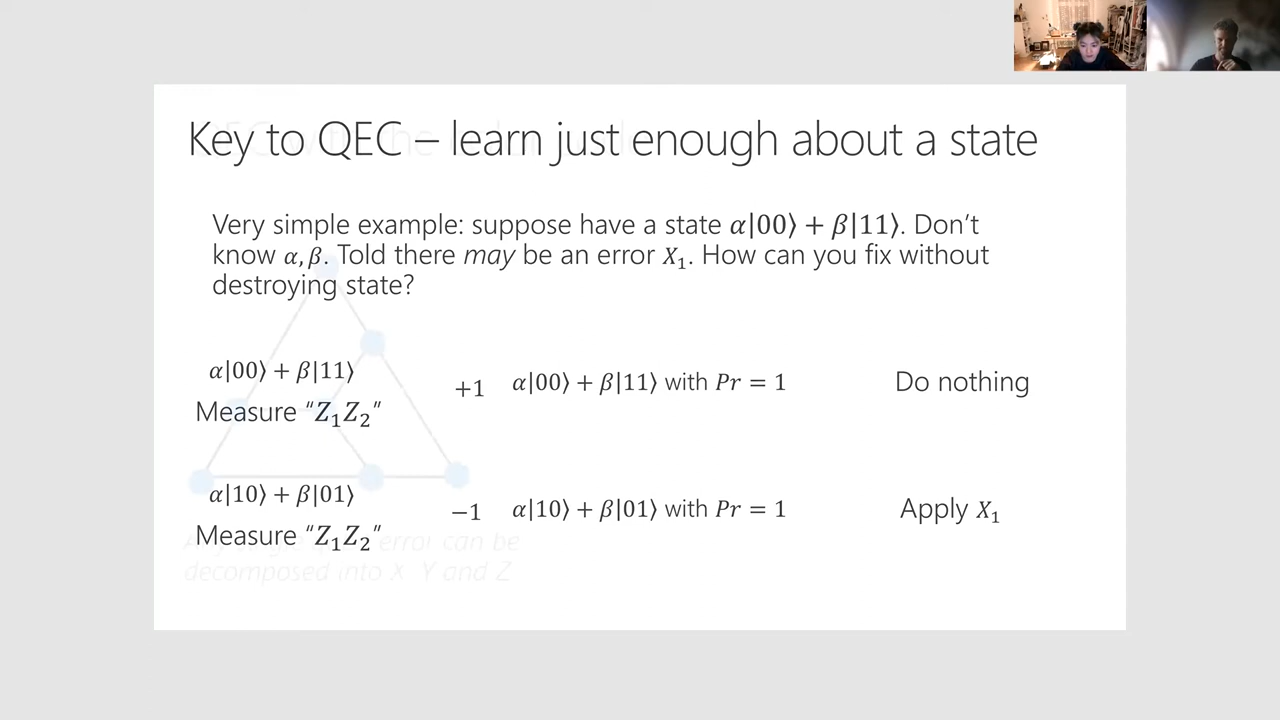 Key to QEC – learn just enough about a state
Very simple example: suppose have a state α|00⟩ + β|11⟩. Don't
know α, β. Told there may be an error X₁. How can you fix without
destroying state?
α|00⟩ + β|11⟩
Measure “Z₁Z₂”
+1 α|00⟩ + β|11⟩ with Pr = 1
Do nothing
α|10⟩ + β|01⟩
Measure “Z₁Z₂”
−1 α|10⟩ + β|01⟩ with Pr = 1
Apply X₁
error can be
decomposed into X Y and Z